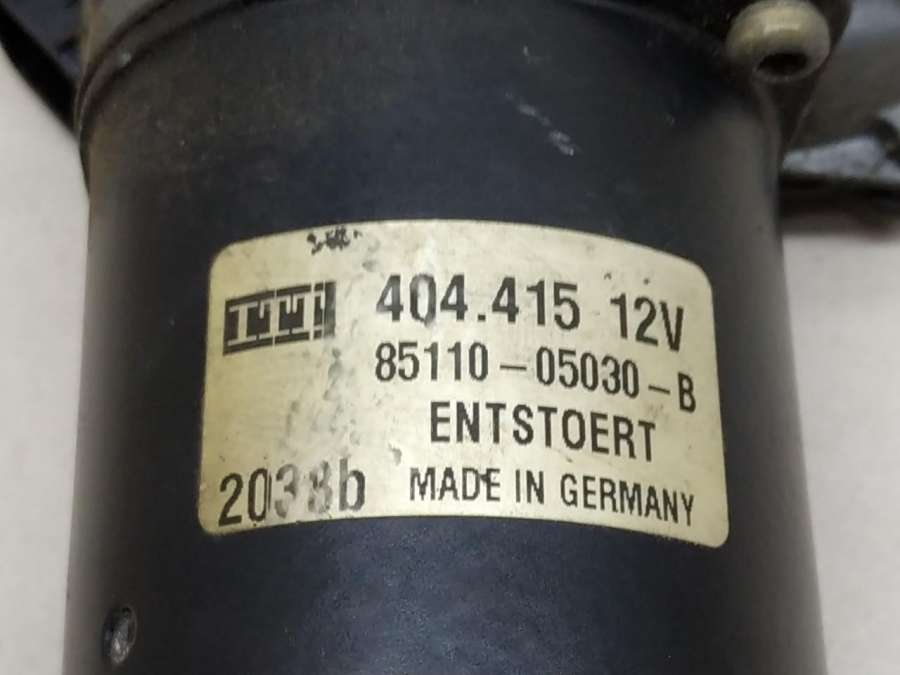 404.415 12V
85110-05030-B
ENTSTOERT
2038b MADE IN GERMANY